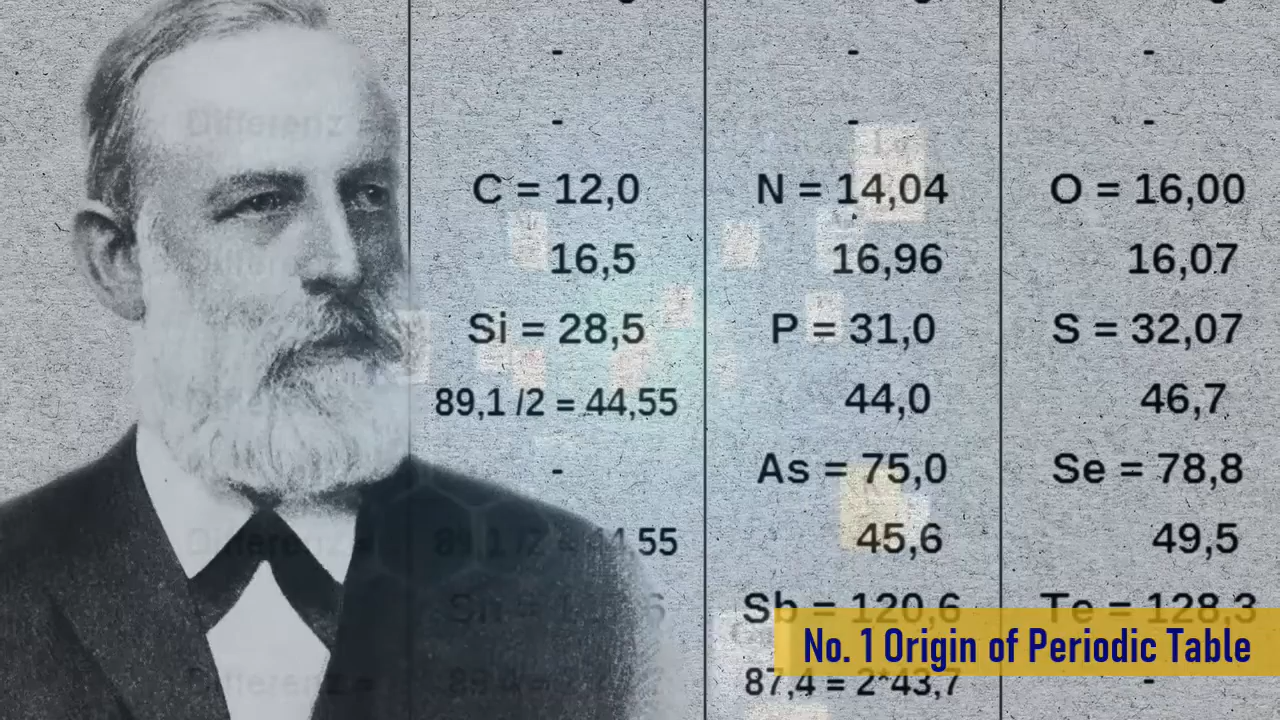 - - -
Differenz - - -
C = 12,0 N = 14,04 O = 16,00
16,5 16,96 16,07
Si = 28,5 P = 31,0 S = 32,07
89,1 /2 = 44,55 44,0 46,7
- As = 75,0 Se = 78,8
45,6 49,5
Sb = 120,6 Te = 128,3
No. 1 Origin of Periodic Table
87,4 = 2*43,7 -